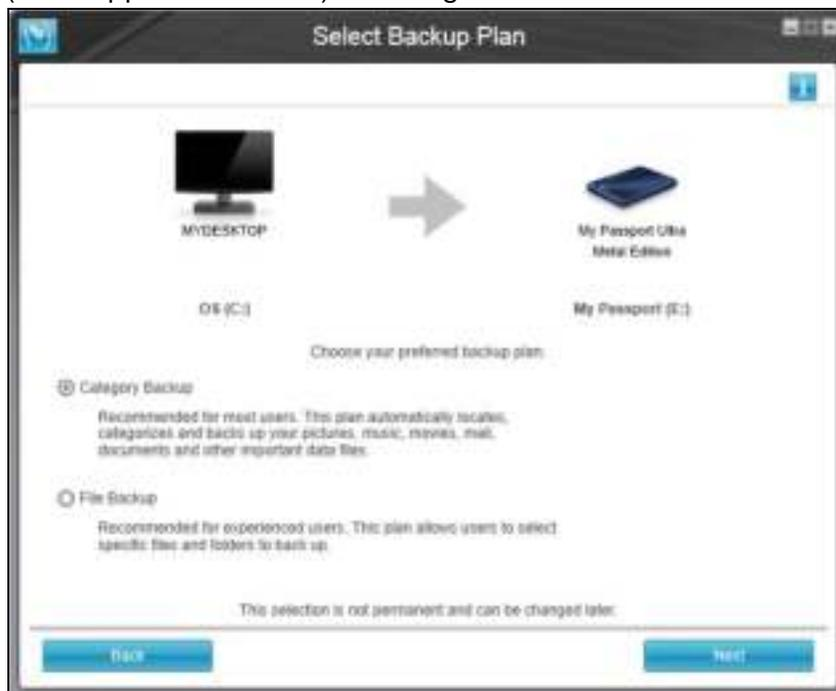 Select Backup Plan
MYDESKTOP
My Passport Ultra
Metal Edition
OS (C:)
My Passport (E:)
Choose your preferred backup plan.
Category Backup
Recommended for most users. This plan automatically locates,
categorizes and backs up your pictures, music, movies, mail,
documents and other important data files.
File Backup
Recommended for experienced users. This plan allows users to select
specific files and folders to back up.
This selection is not permanent and can be changed later.
Back
Next